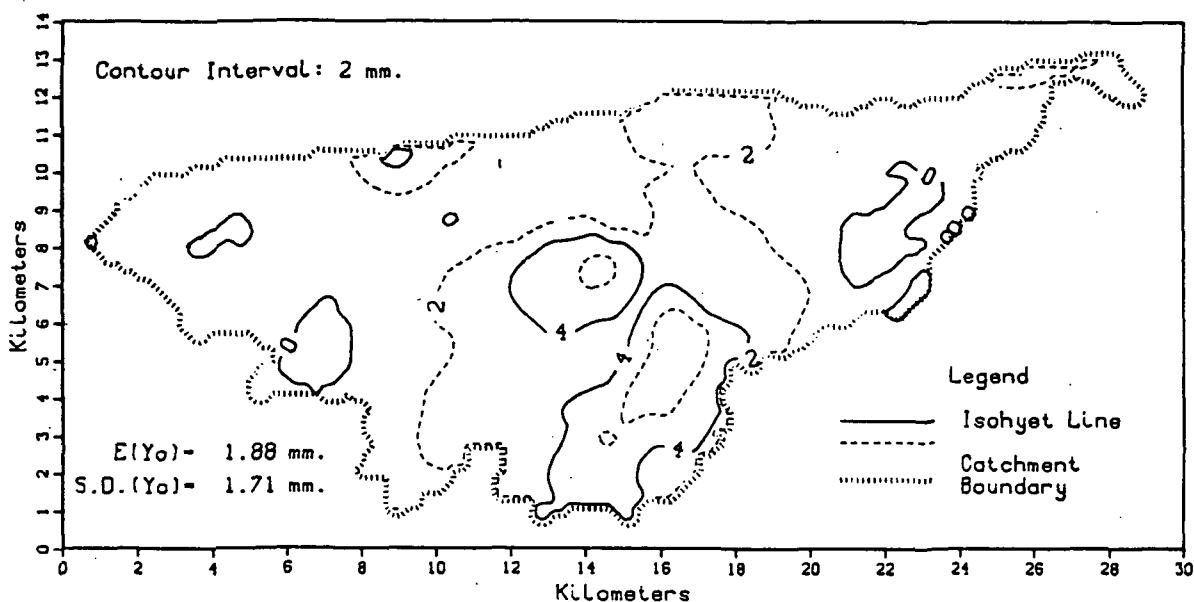 Contour Interval: 2 mm.
2
0
2
4
0
4
2
4
Legend
Isohyet Line
Catchment
Boundary
E(Yo)= 1.88 mm.
S.D.(Yo)= 1.71 mm.
Kilometers
14
13
12
11
10
9
8
7
6
5
4
3
2
1
0
0 2 4 6 8 10 12 14 16 18 20 22 24 26 28 30
Kilometers